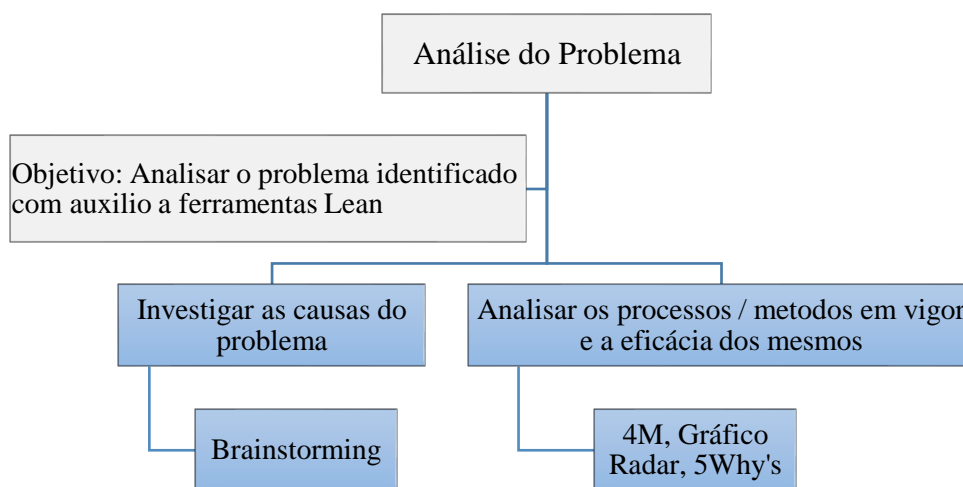 Análise do Problema
Objetivo: Analisar o problema identificado
com auxilio a ferramentas Lean
Investigar as causas do
problema
Analisar os processos / metodos em vigor
e a eficácia dos mesmos
Brainstorming
4M, Gráfico
Radar, 5Why's